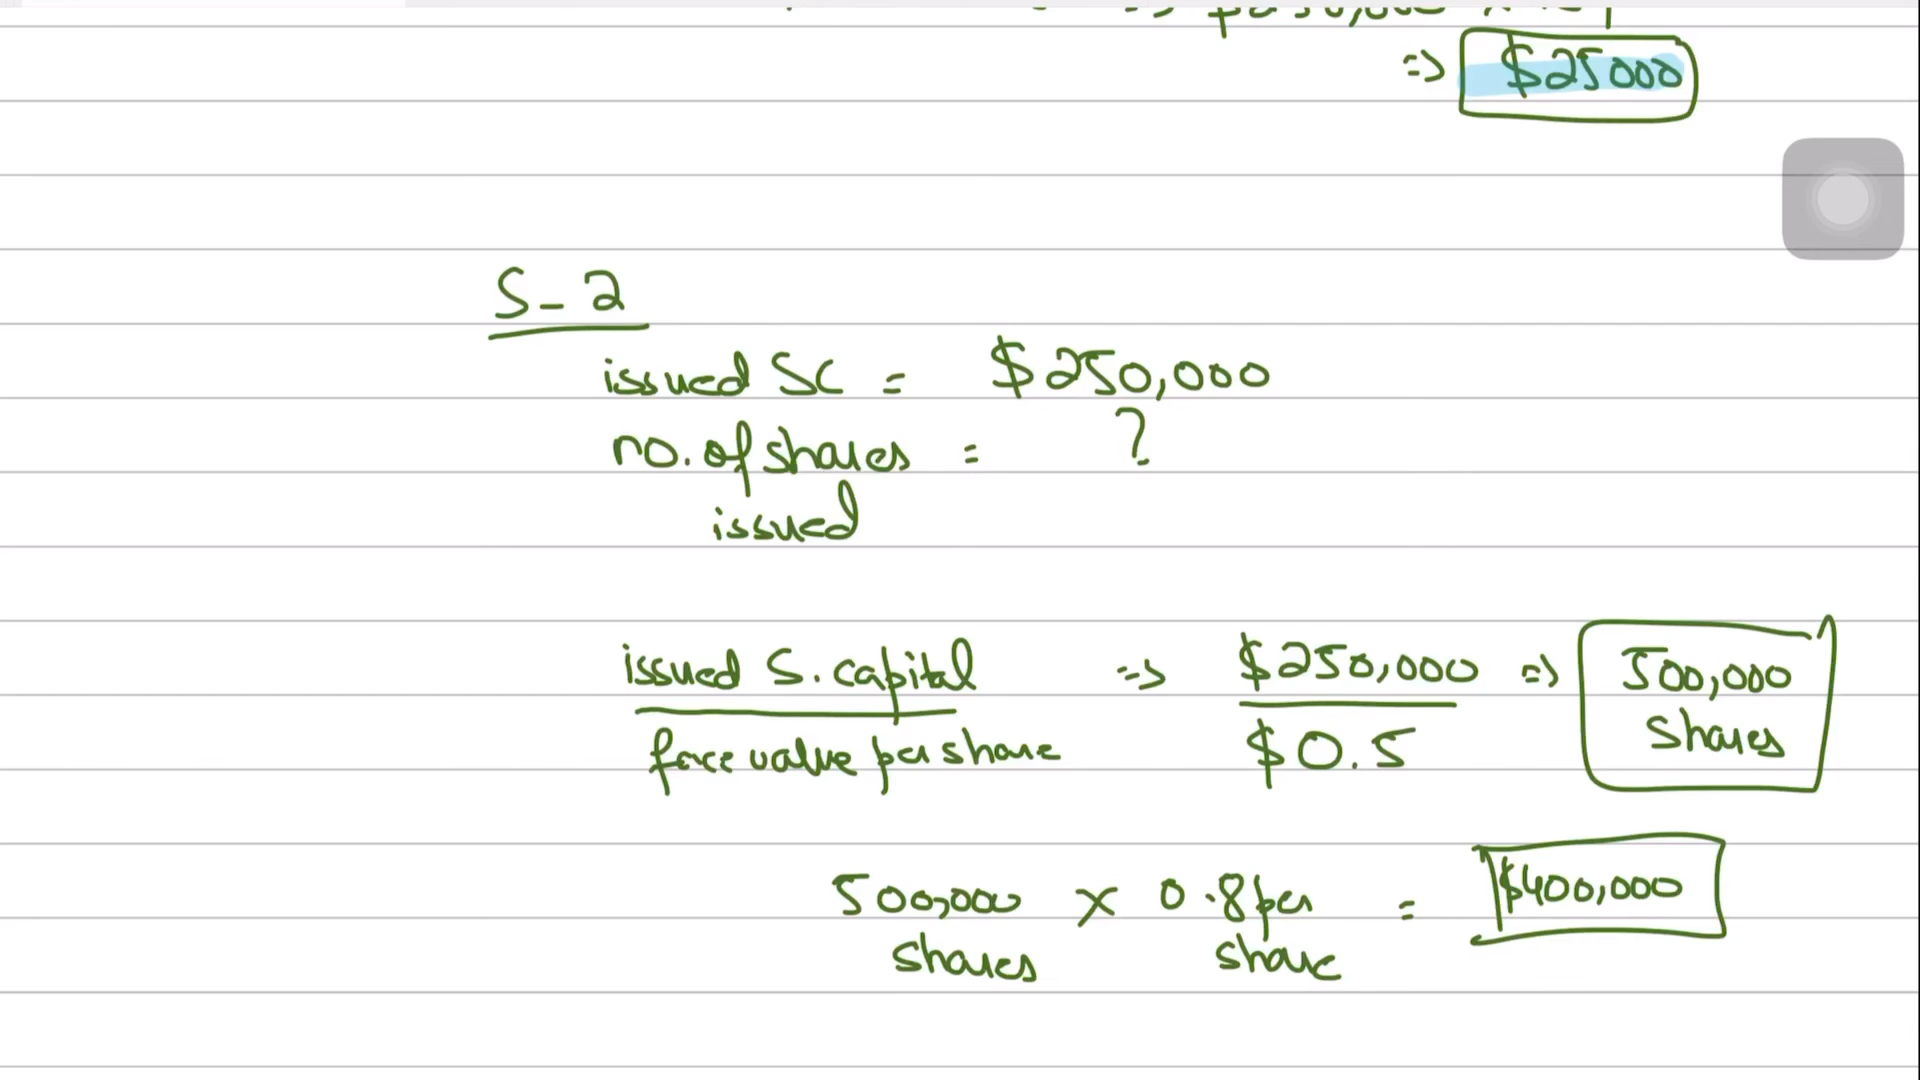 => $25000
S-2
issued SC = $250,000
no. of shares = ?
issued
issued S. capital => $250,000 => 500,000
shares
face value per share $0.5
500,000 x 0.8 per = $400,000
shares share